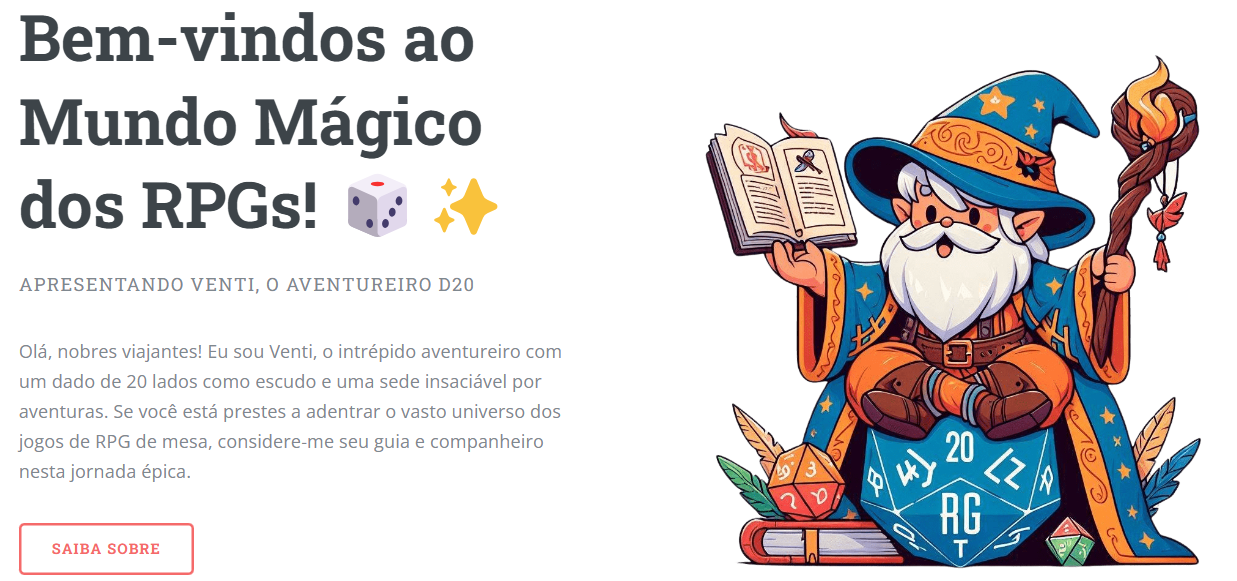 Bem-vindos ao
Mundo Mágico
dos RPGs! 🎲 ✨
APRESENTANDO VENTI, O AVENTUREIRO D20
Olá, nobres viajantes! Eu sou Venti, o intrépido aventureiro com
um dado de 20 lados como escudo e uma sede insaciável por
aventuras. Se você está prestes a adentrar o vasto universo dos
jogos de RPG de mesa, considere-me seu guia e companheiro
nesta jornada épica.
SAIBA SOBRE
20
RG
T